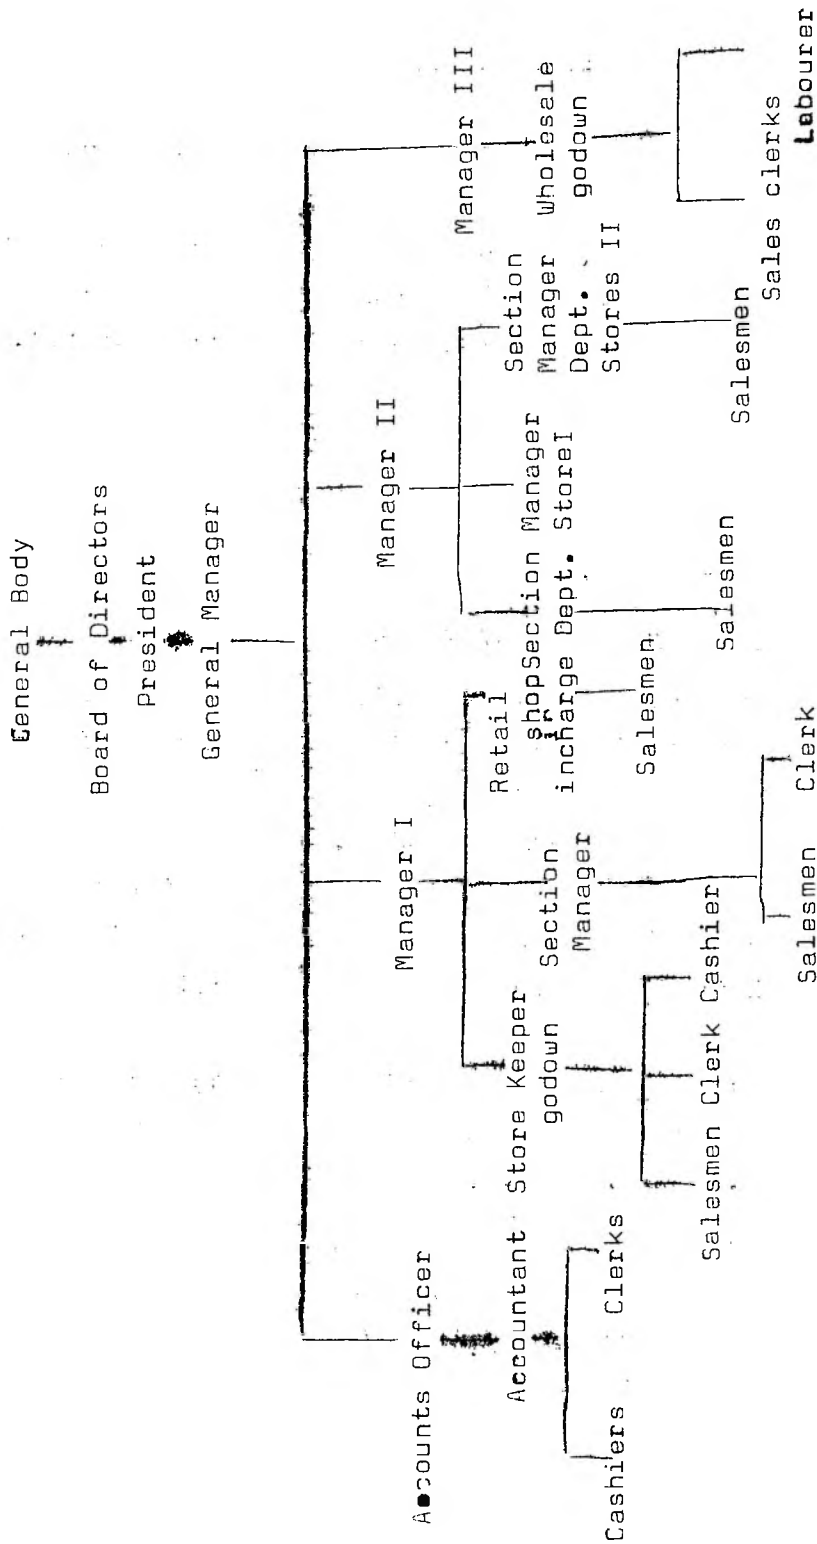 General Body
Board of Directors
President
General Manager
Accounts Officer
Manager I
Manager II
Manager III
Accountant
Store Keeper
godown
Section
Manager
Retail
shop
incharge
Section Manager
Dept. StoreI
Section
Manager
Dept.
Stores II
Wholesale
godown
Cashiers
Clerks
Salesmen Clerk Cashier
Salesmen Clerk
Salesmen
Salesmen
Salesmen
Sales clerks
Labourer